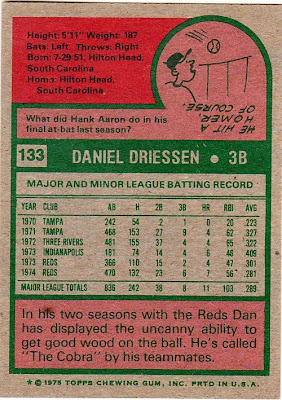 Height: 5'11" Weight: 187
Bats: Left Throws: Right
Born: 7-29-51, Hilton Head,
South Carolina
Home: Hilton Head,
South Carolina
HE HIT A
HOMER,
OF COURSE
What did Hank Aaron do in his
final at-bat last season?
133 DANIEL DRIESSEN • 3B
MAJOR AND MINOR LEAGUE BATTING RECORD
YEAR CLUB AB H 2B 3B HR RBI AVG.
1970 TAMPA 242 54 2 1 0 20 .223
1971 TAMPA 468 153 27 9 4 62 .327
1972 THREE RIVERS 481 155 37 4 4 65 .322
1973 INDIANAPOLIS 181 74 14 4 6 48 .409
1973 REDS 366 110 15 2 4 47 .301
1974 REDS 470 132 23 6 7 56 .281
MAJOR LEAGUE TOTALS 836 242 38 8 11 103 .289
In his two seasons with the Reds Dan
has displayed the uncanny ability to
get good wood on the ball. He's called
"The Cobra" by his teammates.
* © 1975 TOPPS CHEWING GUM, INC. PRTD IN U.S.A.